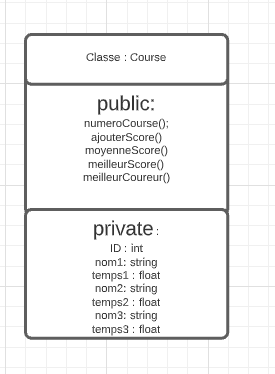 Classe : Course
public:
numeroCourse();
ajouterScore()
moyenneScore()
meilleurScore()
meilleurCoureur()
private :
ID : int
nom1: string
temps1 : float
nom2: string
temps2 : float
nom3: string
temps3 : float